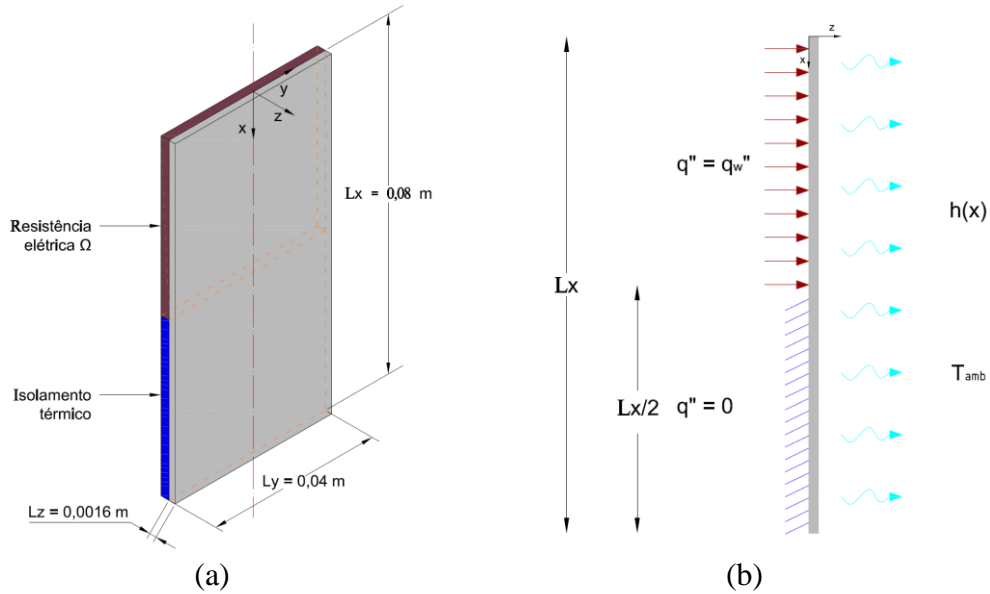 y
z
x
Lx = 0,08 m
Resistência
elétrica Ω
Isolamento
térmico
Ly = 0,04 m
Lz = 0,0016 m
(a)
z
x
q" = qw"
h(x)
Lx
Lx/2
q" = 0
Tamb
(b)